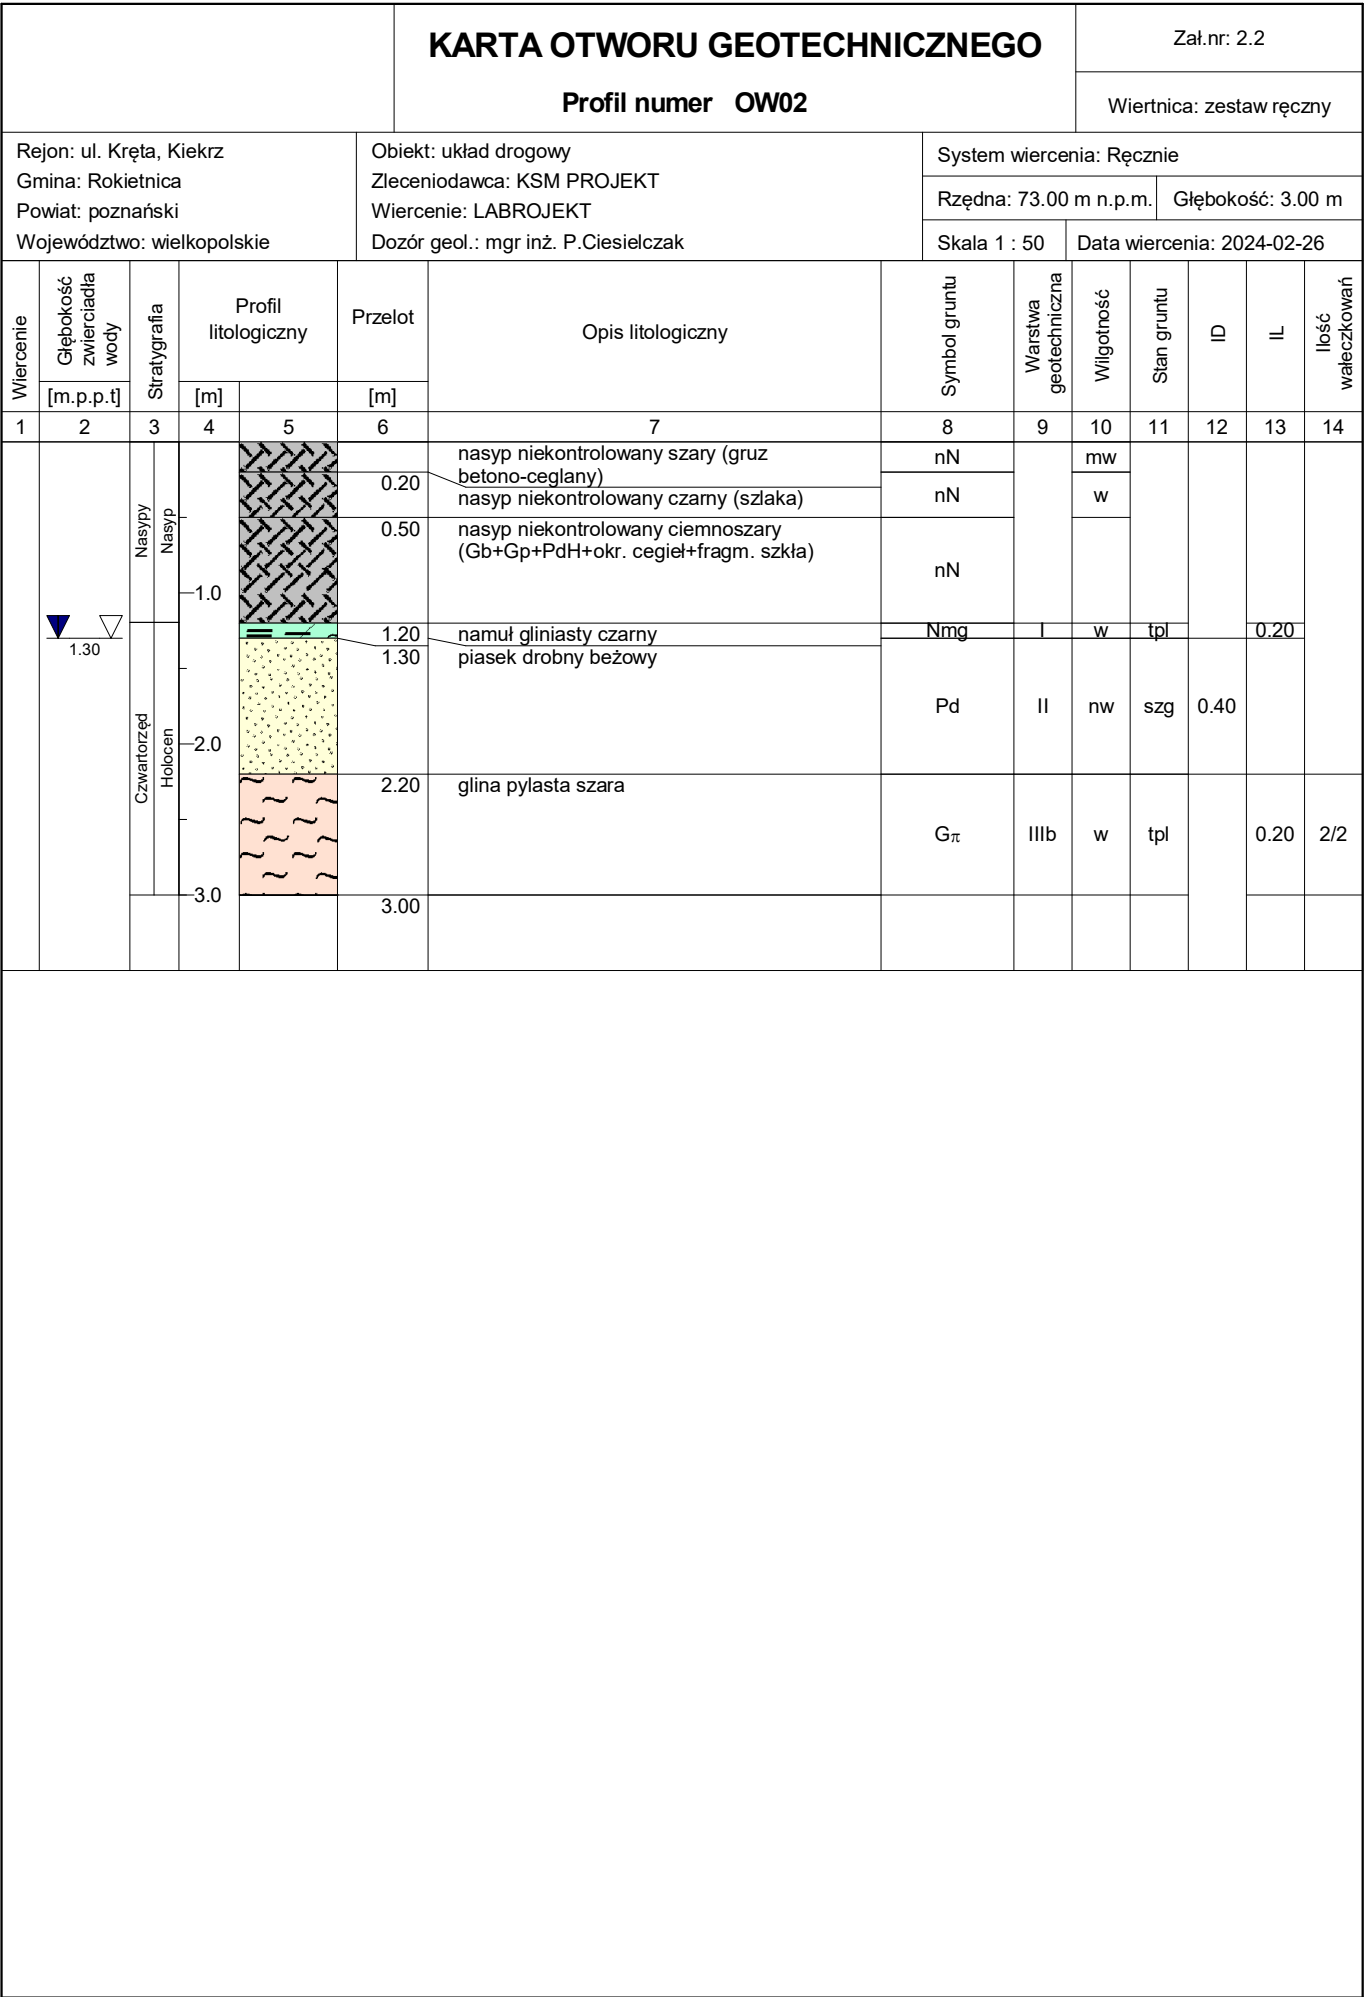 KARTA OTWORU GEOTECHNICZNEGO
Profil numer OW02
Zał.nr: 2.2
Wiertnica: zestaw ręczny
Rejon: ul. Kręta, Kiekrz
Gmina: Rokietnica
Powiat: poznański
Województwo: wielkopolskie
Obiekt: układ drogowy
Zleceniodawca: KSM PROJEKT
Wiercenie: LABROJEKT
Dozór geol.: mgr inż. P.Ciesielczak
System wiercenia: Ręcznie
Rzędna: 73.00 m n.p.m.
Głębokość: 3.00 m
Skala 1 : 50
Data wiercenia: 2024-02-26
Wiercenie
Głębokość
zwierciadła
wody
[m.p.p.t]
Stratygrafia
Profil
litologiczny
[m]
Przelot
[m]
Opis litologiczny
Symbol gruntu
Warstwa
geotechniczna
Wilgotność
Stan gruntu
ID
IL
Ilość
wałeczkowań
1 2 3 4 5 6 7 8 9 10 11 12 13 14
nasyp niekontrolowany szary (gruz
betono-ceglany)
nN
mw
0.20
nasyp niekontrolowany czarny (szlaka)
nN
w
Nasypy
Nasyp
0.50
nasyp niekontrolowany ciemnoszary
(Gb+Gp+PdH+okr. cegieł+fragm. szkła)
nN
1.0
1.30
1.20
namuł gliniasty czarny
Nmg I w tpl 0.20
1.30
piasek drobny beżowy
Pd II nw szg 0.40
Czwartorzęd
Holocen
2.0
2.20
glina pylasta szara
Gπ IIIb w tpl 0.20 2/2
3.0
3.00